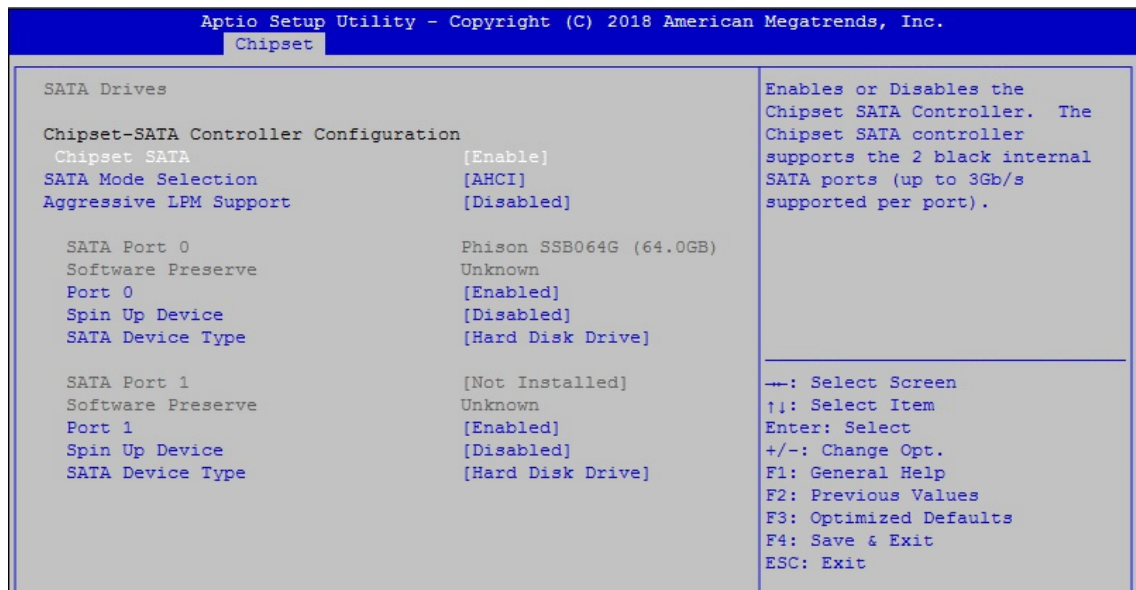 Aptio Setup Utility - Copyright (C) 2018 American Megatrends, Inc.
Chipset
SATA Drives
Chipset-SATA Controller Configuration
Chipset SATA [Enable]
SATA Mode Selection [AHCI]
Aggressive LPM Support [Disabled]
SATA Port 0 Phison SSB064G (64.0GB)
Software Preserve Unknown
Port 0 [Enabled]
Spin Up Device [Disabled]
SATA Device Type [Hard Disk Drive]
SATA Port 1 [Not Installed]
Software Preserve Unknown
Port 1 [Enabled]
Spin Up Device [Disabled]
SATA Device Type [Hard Disk Drive]
Enables or Disables the
Chipset SATA Controller. The
Chipset SATA controller
supports the 2 black internal
SATA ports (up to 3Gb/s
supported per port).
→←: Select Screen
↑↓: Select Item
Enter: Select
+/-: Change Opt.
F1: General Help
F2: Previous Values
F3: Optimized Defaults
F4: Save & Exit
ESC: Exit